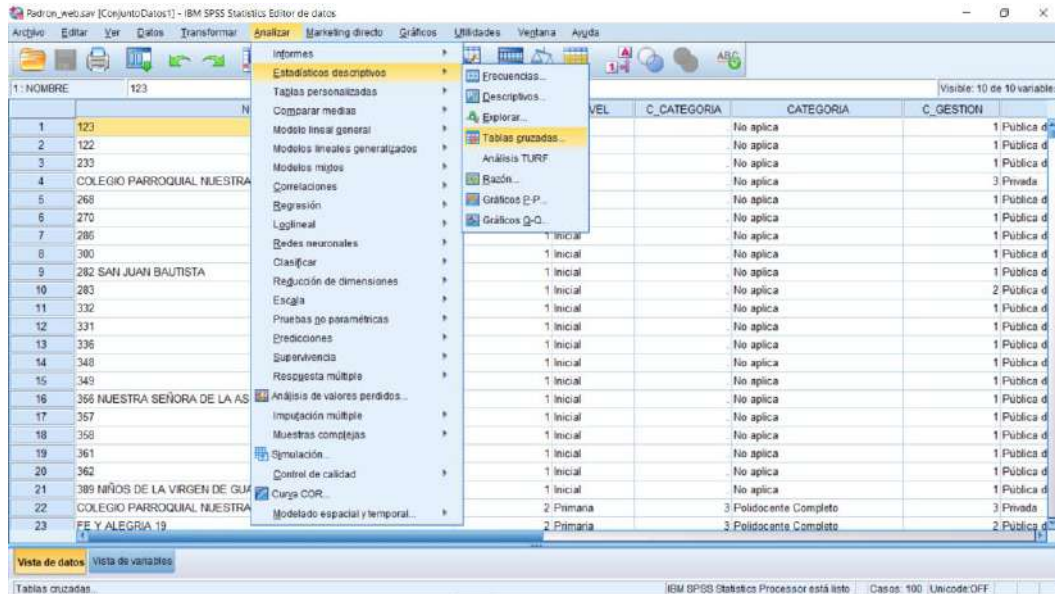 Padron_web.sav [ConjuntoDatos1] - IBM SPSS Statistics Editor de datos
Archivo Editar Ver Datos Transformar Analizar Marketing directo Gráficos Utilidades Ventana Ayuda
1 : NOMBRE 123 Visible: 10 de 10 variable
Informes
Estadísticos descriptivos
Tablas personalizadas
Comparar medias
Modelo lineal general
Modelos lineales generalizados
Modelos mixtos
Correlaciones
Regresión
Loglineal
Redes neuronales
Clasificar
Reducción de dimensiones
Escala
Pruebas no paramétricas
Predicciones
Supervivencia
Respuesta múltiple
Análisis de valores perdidos...
Imputación múltiple
Muestras complejas
Simulación...
Control de calidad
Curva COR...
Modelado espacial y temporal...
Frecuencias...
Descriptivos...
Explorar...
Tablas cruzadas...
Análisis TURF
Razón...
Gráficos P-P...
Gráficos Q-Q...
N VEL C_CATEGORIA CATEGORIA C_GESTION
1 123 . No aplica 1 Pública d
2 122 . No aplica 1 Pública d
3 233 . No aplica 1 Pública d
4 COLEGIO PARROQUIAL NUESTRA . No aplica 3 Privada
5 268 . No aplica 1 Pública d
6 270 . No aplica 1 Pública d
7 286 1 Inicial . No aplica 1 Pública d
8 300 1 Inicial . No aplica 1 Pública d
9 282 SAN JUAN BAUTISTA 1 Inicial . No aplica 1 Pública d
10 283 1 Inicial . No aplica 2 Pública d
11 332 1 Inicial . No aplica 1 Pública d
12 331 1 Inicial . No aplica 1 Pública d
13 336 1 Inicial . No aplica 1 Pública d
14 348 1 Inicial . No aplica 1 Pública d
15 349 1 Inicial . No aplica 1 Pública d
16 356 NUESTRA SEÑORA DE LA AS 1 Inicial . No aplica 1 Pública d
17 357 1 Inicial . No aplica 1 Pública d
18 358 1 Inicial . No aplica 1 Pública d
19 361 1 Inicial . No aplica 1 Pública d
20 362 1 Inicial . No aplica 1 Pública d
21 389 NIÑOS DE LA VIRGEN DE GUA 1 Inicial . No aplica 1 Pública d
22 COLEGIO PARROQUIAL NUESTRA 2 Primaria 3 Polidocente Completo 3 Privada
23 FE Y ALEGRIA 19 2 Primaria 3 Polidocente Completo 2 Pública d
Vista de datos Vista de variables
Tablas cruzadas... IBM SPSS Statistics Processor está listo Casos: 100 Unicode:OFF